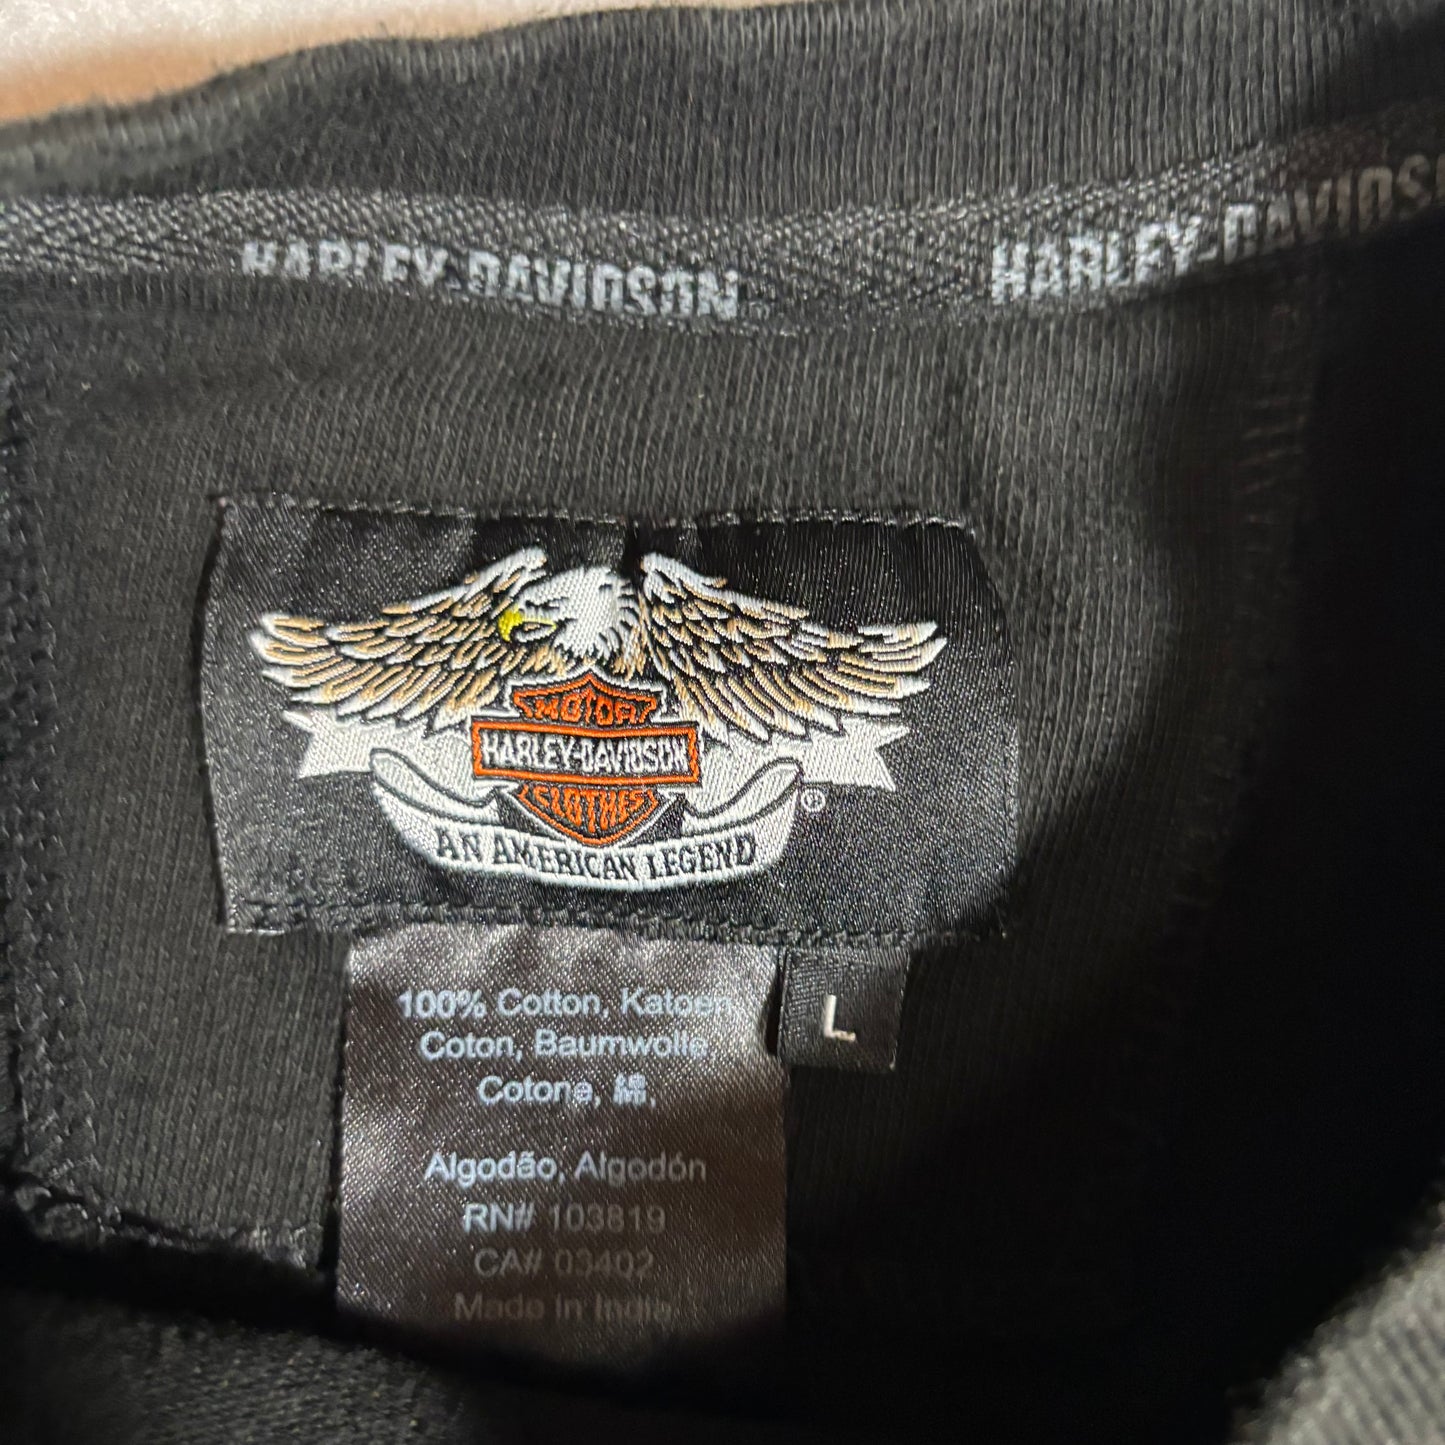 HARLEY-DAVIDSON HARLEY-DAVIDS
MOTOR
HARLEY-DAVIDSON
CLOTHES
®
AN AMERICAN LEGEND
100% Cotton, Katoen
L
Coton, Baumwolle
Cotone, 綿,
Algodão, Algodón
RN# 103819
CA# 03402
Made In India